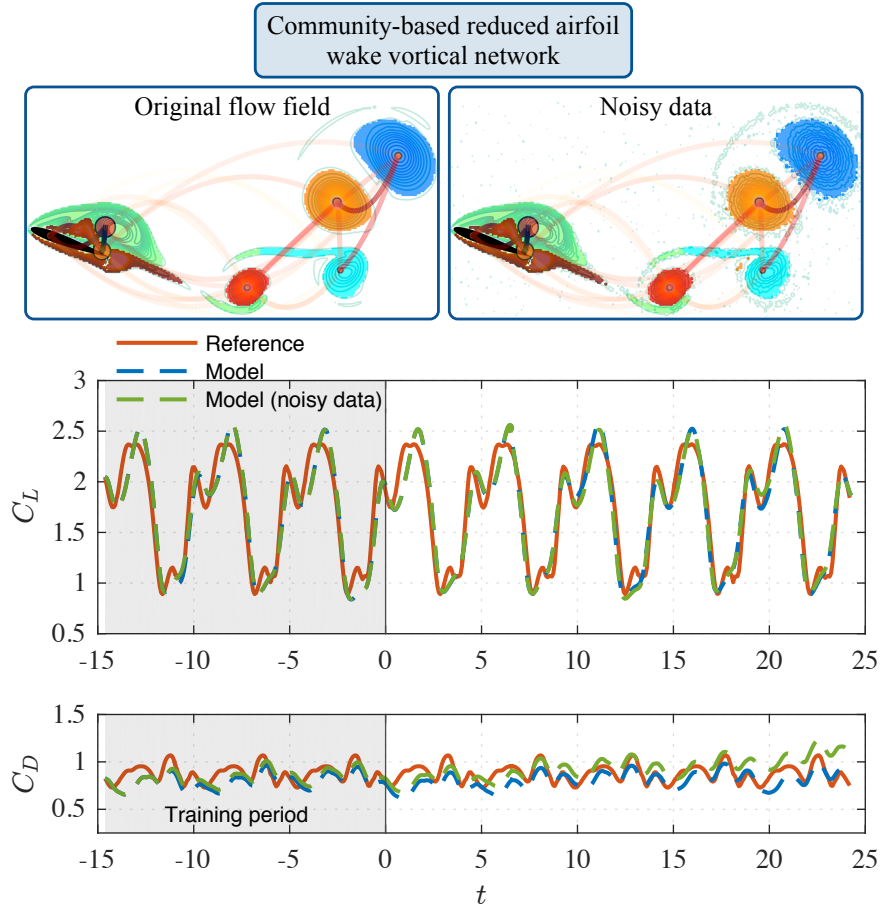 Community-based reduced airfoil
wake vortical network
Original flow field
Noisy data
Reference
Model
Model (noisy data)
3
2.5
2
1.5
1
0.5
C_L
-15 -10 -5 0 5 10 15 20 25
1.5
1
0.5
C_D
Training period
-15 -10 -5 0 5 10 15 20 25
t